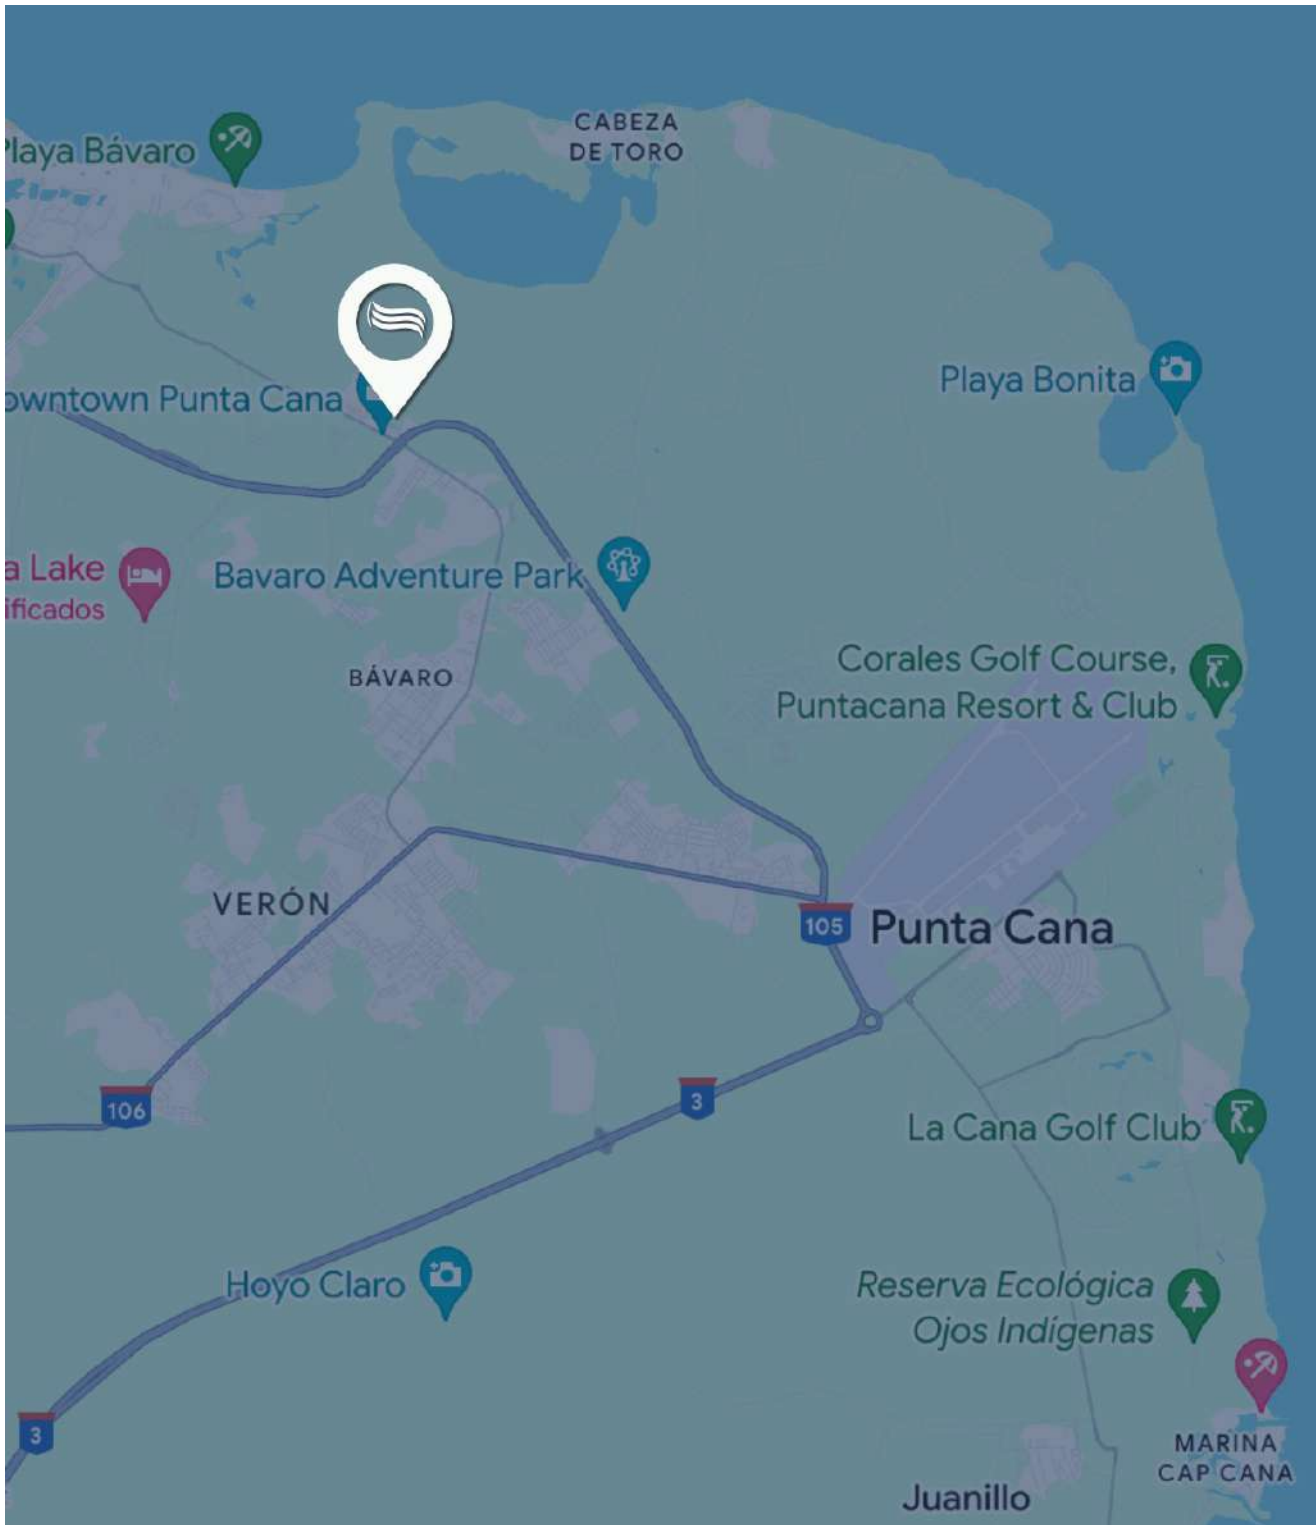 CABEZA
DE TORO
Playa Bávaro
owntown Punta Cana
Playa Bonita
a Lake
ificados
Bavaro Adventure Park
BÁVARO
Corales Golf Course,
Puntacana Resort & Club
VERÓN
105
Punta Cana
106
3
La Cana Golf Club
Hoyo Claro
Reserva Ecológica
Ojos Indígenas
3
MARINA
CAP CANA
Juanillo